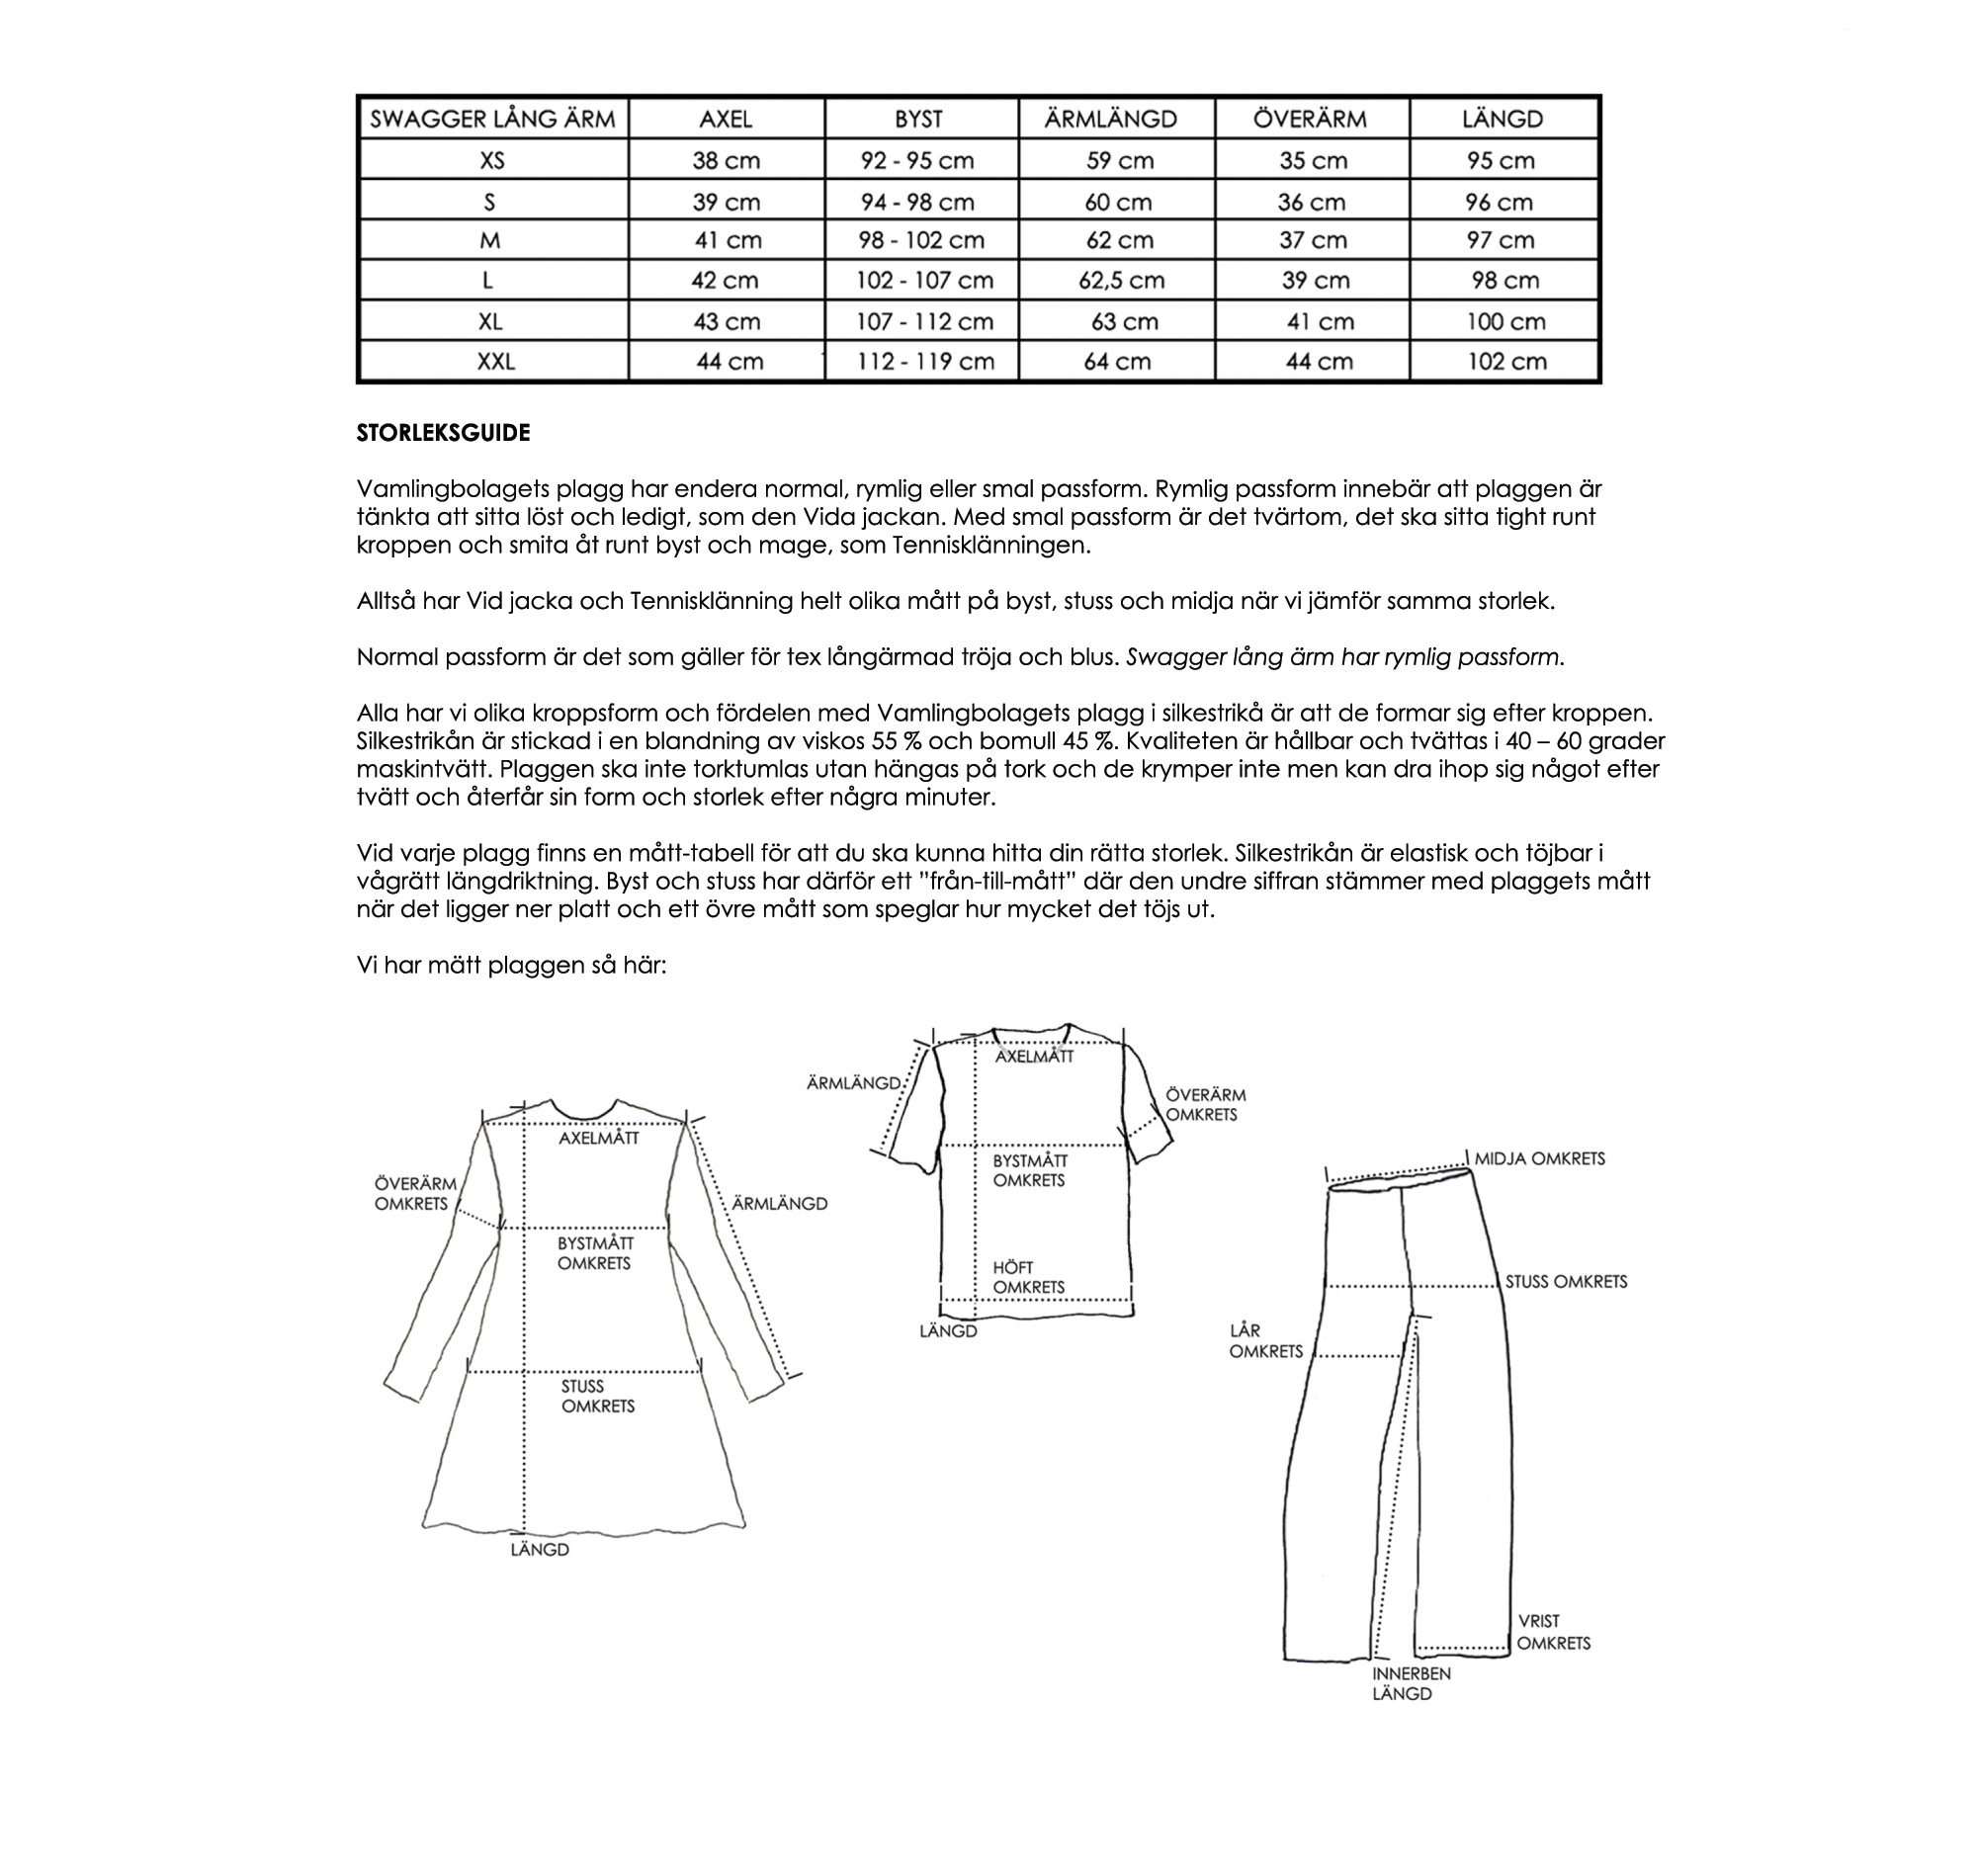 SWAGGER LÅNG ÄRM AXEL BYST ÄRMLÄNGD ÖVERÄRM LÄNGD
XS 38 cm 92 - 95 cm 59 cm 35 cm 95 cm
S 39 cm 94 - 98 cm 60 cm 36 cm 96 cm
M 41 cm 98 - 102 cm 62 cm 37 cm 97 cm
L 42 cm 102 - 107 cm 62,5 cm 39 cm 98 cm
XL 43 cm 107 - 112 cm 63 cm 41 cm 100 cm
XXL 44 cm 112 - 119 cm 64 cm 44 cm 102 cm
STORLEKSGUIDE
Vamlingbolagets plagg har endera normal, rymlig eller smal passform. Rymlig passform innebär att plaggen är
tänkta att sitta löst och ledigt, som den Vida jackan. Med smal passform är det tvärtom, det ska sitta tight runt
kroppen och smita åt runt byst och mage, som Tennisklänningen.
Alltså har Vid jacka och Tennisklänning helt olika mått på byst, stuss och midja när vi jämför samma storlek.
Normal passform är det som gäller för tex långärmad tröja och blus. Swagger lång ärm har rymlig passform.
Alla har vi olika kroppsform och fördelen med Vamlingbolagets plagg i silkestrikå är att de formar sig efter kroppen.
Silkestrikån är stickad i en blandning av viskos 55 % och bomull 45 %. Kvaliteten är hållbar och tvättas i 40 – 60 grader
maskintvätt. Plaggen ska inte torktumlas utan hängas på tork och de krymper inte men kan dra ihop sig något efter
tvätt och återfår sin form och storlek efter några minuter.
Vid varje plagg finns en mått-tabell för att du ska kunna hitta din rätta storlek. Silkestrikån är elastisk och töjbar i
vågrätt längdriktning. Byst och stuss har därför ett ”från-till-mått” där den undre siffran stämmer med plaggets mått
när det ligger ner platt och ett övre mått som speglar hur mycket det töjs ut.
Vi har mätt plaggen så här:
AXELMÅTT
ÖVERÄRM
OMKRETS
ÄRMLÄNGD
BYSTMÅTT
OMKRETS
STUSS
OMKRETS
LÄNGD
AXELMÅTT
ÄRMLÄNGD
ÖVERÄRM
OMKRETS
BYSTMÅTT
OMKRETS
HÖFT
OMKRETS
LÄNGD
MIDJA OMKRETS
STUSS OMKRETS
LÅR
OMKRETS
VRIST
OMKRETS
INNERBEN
LÄNGD